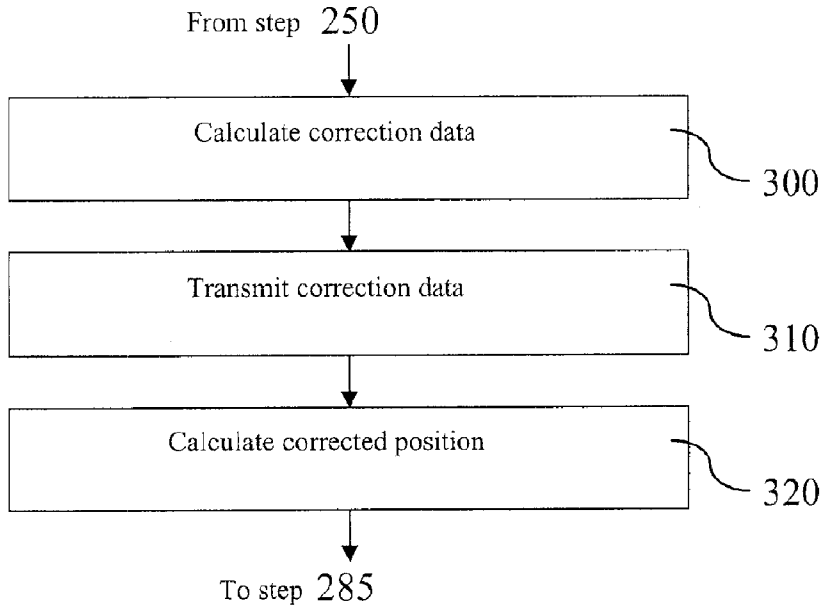 From step 250
Calculate correction data
300
Transmit correction data
310
Calculate corrected position
320
To step 285